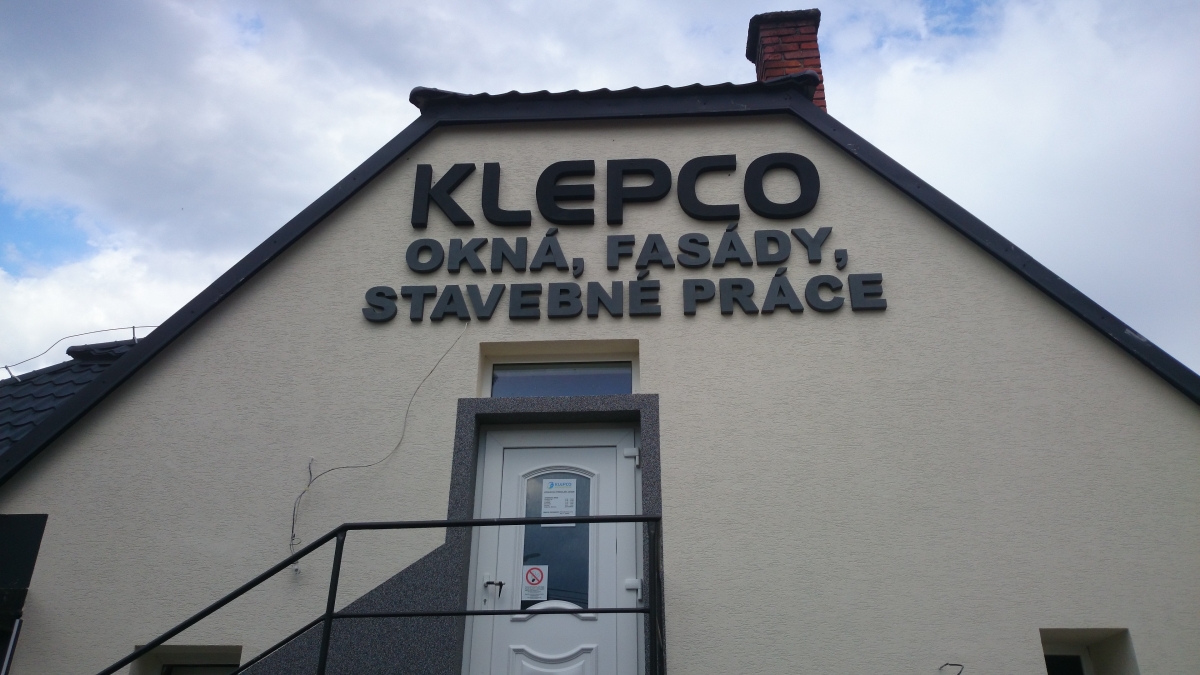 KLEPCO
OKNÁ, FASÁDY,
STAVEBNÉ PRÁCE